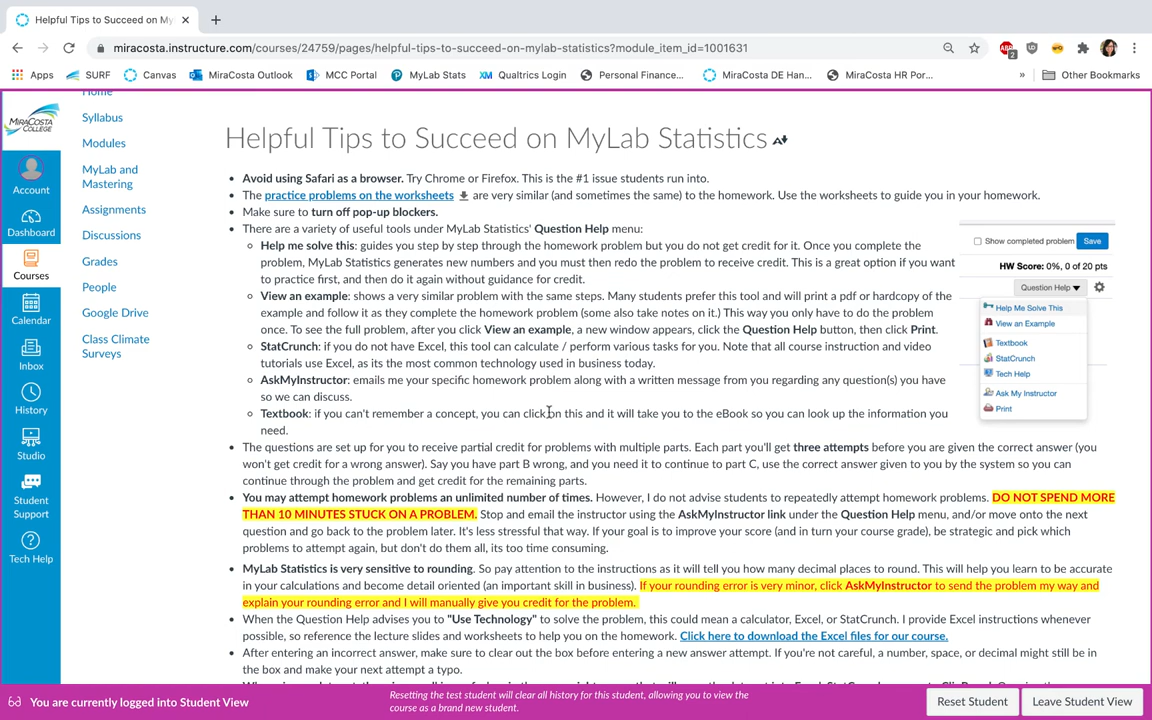 Helpful Tips to Succeed on My
miracosta.instructure.com/courses/24759/pages/helpful-tips-to-succeed-on-mylab-statistics?module_item_id=1001631
2
Apps SURF Canvas MiraCosta Outlook MCC Portal MyLab Stats Qualtrics Login Personal Finance... MiraCosta DE Han... MiraCosta HR Por... » Other Bookmarks
MIRACOSTA
COLLEGE
Account
Dashboard
Courses
Calendar
Inbox
History
Studio
Student
Support
Tech Help
Home
Syllabus
Modules
MyLab and
Mastering
Assignments
Discussions
Grades
People
Google Drive
Class Climate
Surveys
Helpful Tips to Succeed on MyLab Statistics
Avoid using Safari as a browser. Try Chrome or Firefox. This is the #1 issue students run into.
The practice problems on the worksheets are very similar (and sometimes the same) to the homework. Use the worksheets to guide you in your homework.
Make sure to turn off pop-up blockers.
There are a variety of useful tools under MyLab Statistics' Question Help menu:
Help me solve this: guides you step by step through the homework problem but you do not get credit for it. Once you complete the
problem, MyLab Statistics generates new numbers and you must then redo the problem to receive credit. This is a great option if you want
to practice first, and then do it again without guidance for credit.
View an example: shows a very similar problem with the same steps. Many students prefer this tool and will print a pdf or hardcopy of the
example and follow it as they complete the homework problem (some also take notes on it.) This way you only have to do the problem
once. To see the full problem, after you click View an example, a new window appears, click the Question Help button, then click Print.
StatCrunch: if you do not have Excel, this tool can calculate / perform various tasks for you. Note that all course instruction and video
tutorials use Excel, as its the most common technology used in business today.
AskMyInstructor: emails me your specific homework problem along with a written message from you regarding any question(s) you have
so we can discuss.
Textbook: if you can't remember a concept, you can click on this and it will take you to the eBook so you can look up the information you
need.
Show completed problem Save
HW Score: 0%, 0 of 20 pts
Question Help
Help Me Solve This
View an Example
Textbook
StatCrunch
Tech Help
Ask My Instructor
Print
The questions are set up for you to receive partial credit for problems with multiple parts. Each part you'll get three attempts before you are given the correct answer (you
won't get credit for a wrong answer). Say you have part B wrong, and you need it to continue to part C, use the correct answer given to you by the system so you can
continue through the problem and get credit for the remaining parts.
You may attempt homework problems an unlimited number of times. However, I do not advise students to repeatedly attempt homework problems. DO NOT SPEND MORE
THAN 10 MINUTES STUCK ON A PROBLEM. Stop and email the instructor using the AskMyInstructor link under the Question Help menu, and/or move onto the next
question and go back to the problem later. It's less stressful that way. If your goal is to improve your score (and in turn your course grade), be strategic and pick which
problems to attempt again, but don't do them all, its too time consuming.
MyLab Statistics is very sensitive to rounding. So pay attention to the instructions as it will tell you how many decimal places to round. This will help you learn to be accurate
in your calculations and become detail oriented (an important skill in business). If your rounding error is very minor, click AskMyInstructor to send the problem my way and
explain your rounding error and I will manually give you credit for the problem.
When the Question Help advises you to "Use Technology" to solve the problem, this could mean a calculator, Excel, or StatCrunch. I provide Excel instructions whenever
possible, so reference the lecture slides and worksheets to help you on the homework. Click here to download the Excel files for our course.
After entering an incorrect answer, make sure to clear out the box before entering a new answer attempt. If you're not careful, a number, space, or decimal might still be in
the box and make your next attempt a typo.
You are currently logged into Student View
Resetting the test student will clear all history for this student, allowing you to view the
course as a brand new student.
Reset Student
Leave Student View